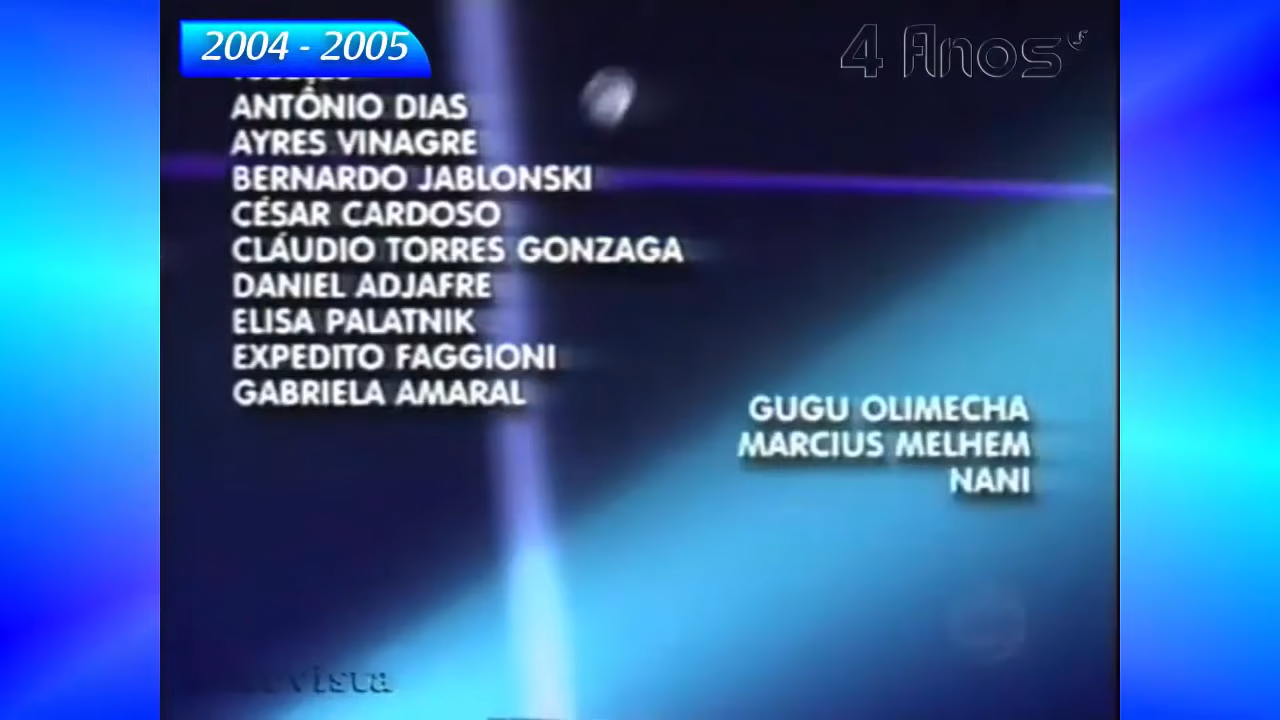 2004 - 2005
4 Anos
ANTÔNIO DIAS
AYRES VINAGRE
BERNARDO JABLONSKI
CÉSAR CARDOSO
CLÁUDIO TORRES GONZAGA
DANIEL ADJAFRE
ELISA PALATNIK
EXPEDITO FAGGIONI
GABRIELA AMARAL
GUGU OLIMECHA
MARCIUS MELHEM
NANI